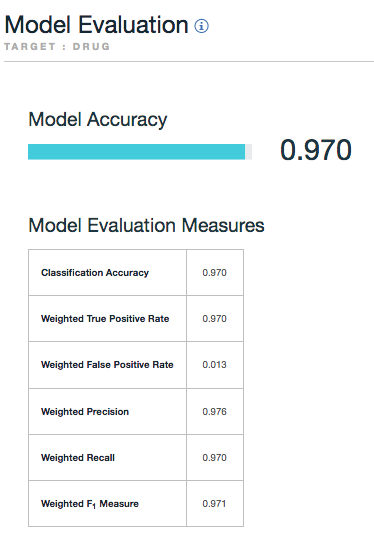 Model Evaluation
TARGET : DRUG
Model Accuracy
0.970
Model Evaluation Measures
Classification Accuracy 0.970
Weighted True Positive Rate 0.970
Weighted False Positive Rate 0.013
Weighted Precision 0.976
Weighted Recall 0.970
Weighted F₁ Measure 0.971